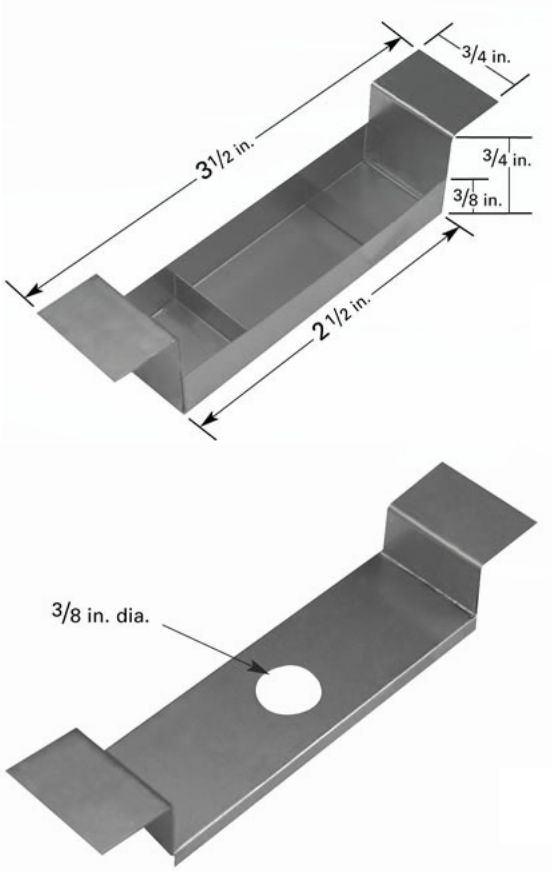 3/4 in.
3 1/2 in.
3/4 in.
3/8 in.
2 1/2 in.
3/8 in. dia.